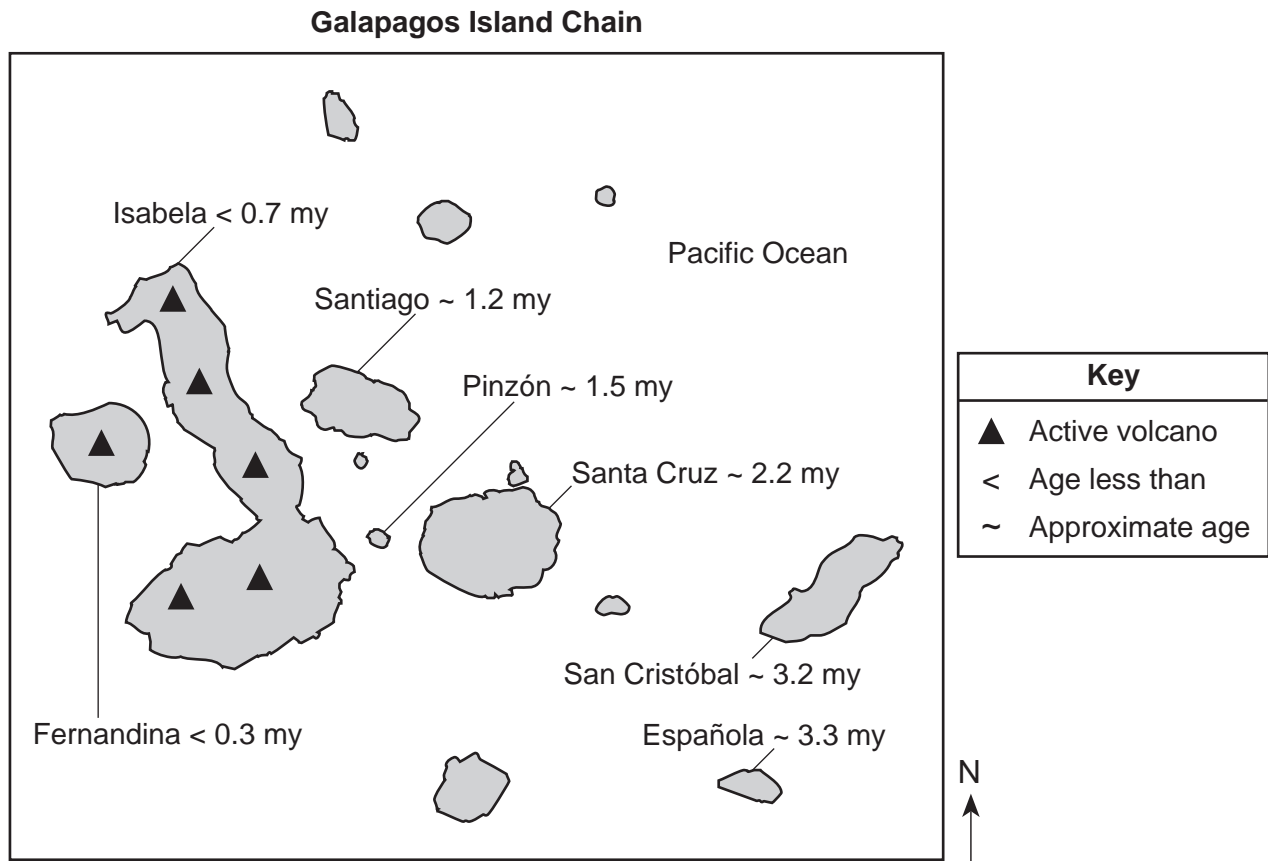 Galapagos Island Chain
Isabela < 0.7 my
Pacific Ocean
Santiago ~ 1.2 my
Pinzón ~ 1.5 my
Santa Cruz ~ 2.2 my
San Cristóbal ~ 3.2 my
Fernandina < 0.3 my
Española ~ 3.3 my
Key
Active volcano
< Age less than
~ Approximate age
N